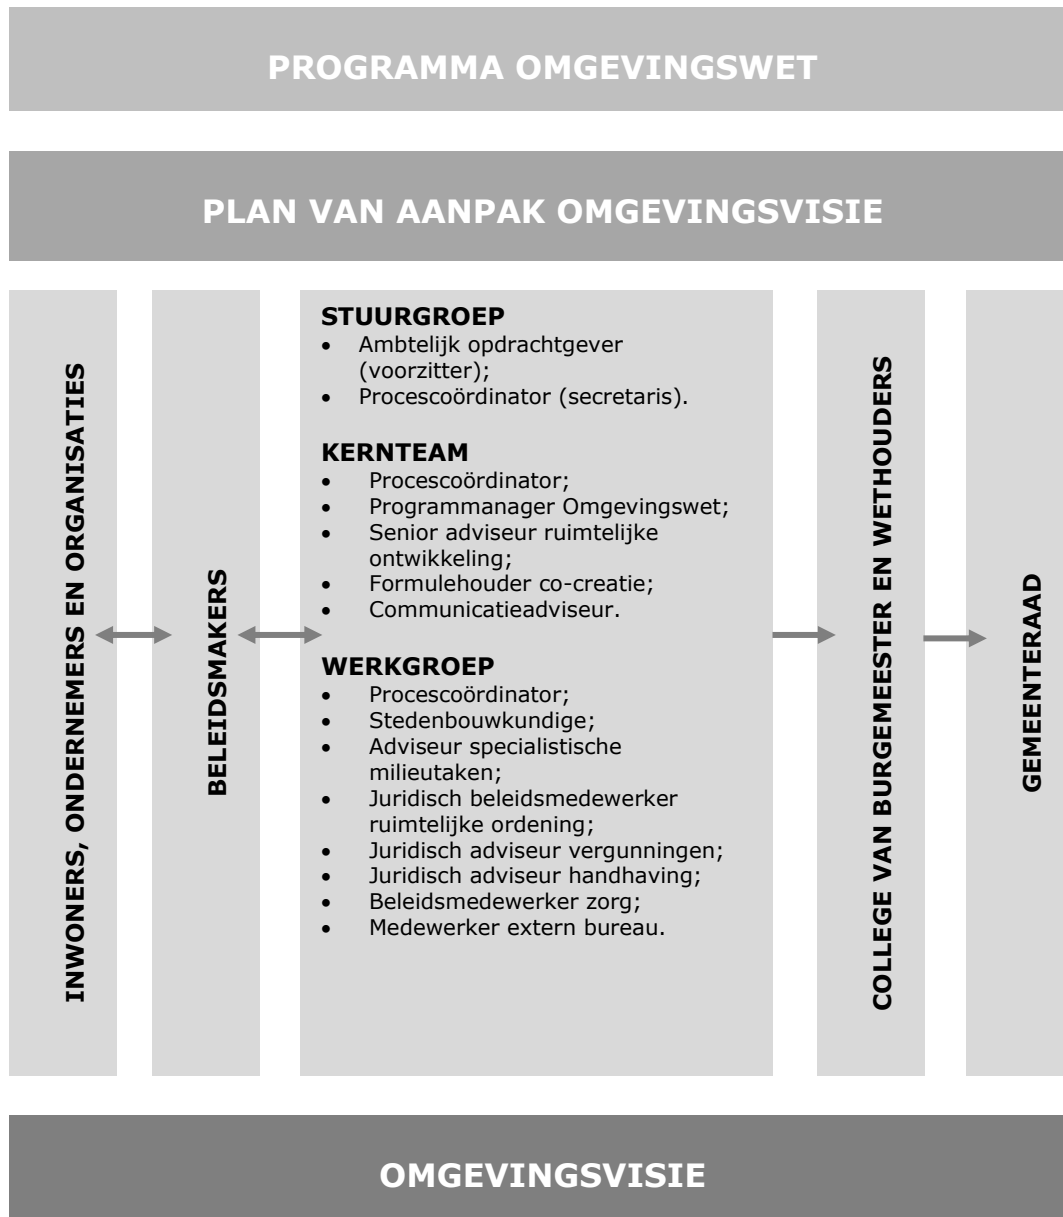 PROGRAMMA OMGEVINGSWET
PLAN VAN AANPAK OMGEVINGSVISIE
INWONERS, ONDERNEMERS EN ORGANISATIES
BELEIDSMAKERS
STUURGROEP
• Ambtelijk opdrachtgever
(voorzitter);
• Procescoördinator (secretaris).
KERNTEAM
• Procescoördinator;
• Programmanager Omgevingswet;
• Senior adviseur ruimtelijke
ontwikkeling;
• Formulehouder co-creatie;
• Communicatieadviseur.
WERKGROEP
• Procescoördinator;
• Stedenbouwkundige;
• Adviseur specialistische
milieutaken;
• Juridisch beleidsmedewerker
ruimtelijke ordening;
• Juridisch adviseur vergunningen;
• Juridisch adviseur handhaving;
• Beleidsmedewerker zorg;
• Medewerker extern bureau.
COLLEGE VAN BURGEMEESTER EN WETHOUDERS
GEMEENTERAAD
OMGEVINGSVISIE